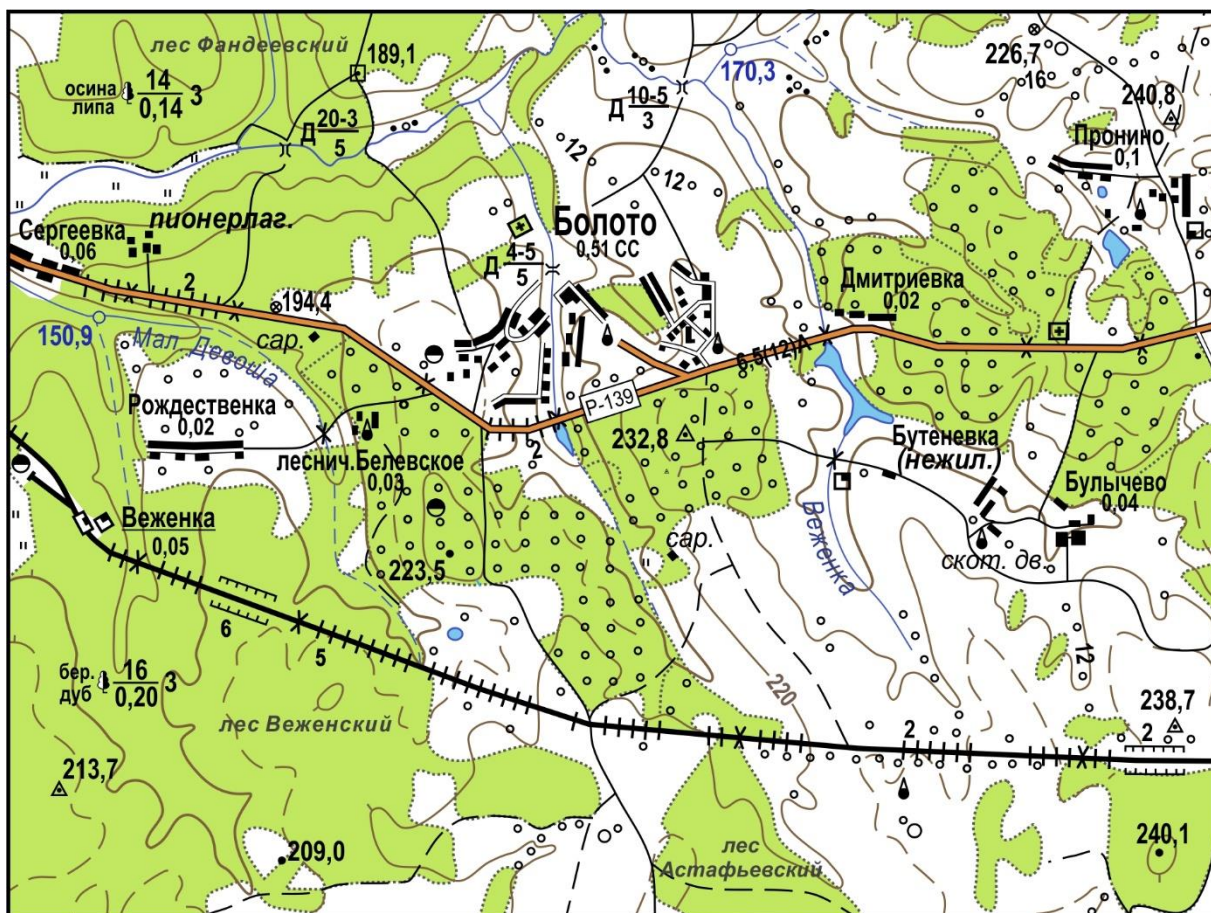 лес Фандеевский
189,1
осина
липа
14
0,14
3
Д 20-3
5
170,3
Д 10-5
3
226,7
16
240,8
Пронино
0,1
12
12
Сергеевка
0,06
пионерлаг.
Болото
0,51 СС
Д 4-5
5
2
194,4
Дмитриевка
0,02
150,9
Мал. Девоша
сар.
6,5(12)А
Р-139
Рождественка
0,02
2
232,8
леснич.Белевское
0,03
Бутеневка
(нежил.)
Булычево
0,04
Веженка
0,05
Веженка
сар.
скот. дв.
223,5
6
5
12
бер.
дуб
16
0,20
3
лес Веженский
220
238,7
2
2
213,7
209,0
лес
Астафьевский
240,1